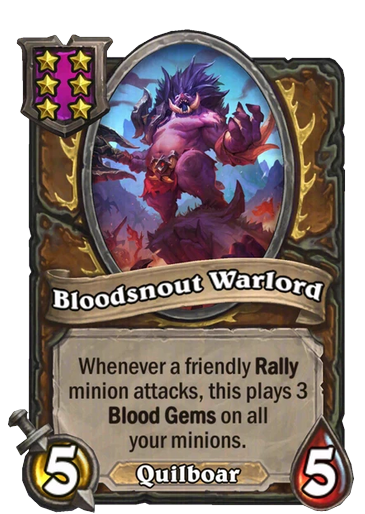 Bloodsnout Warlord
Whenever a friendly Rally
minion attacks, this plays 3
Blood Gems on all
your minions.
5
Quilboar
5